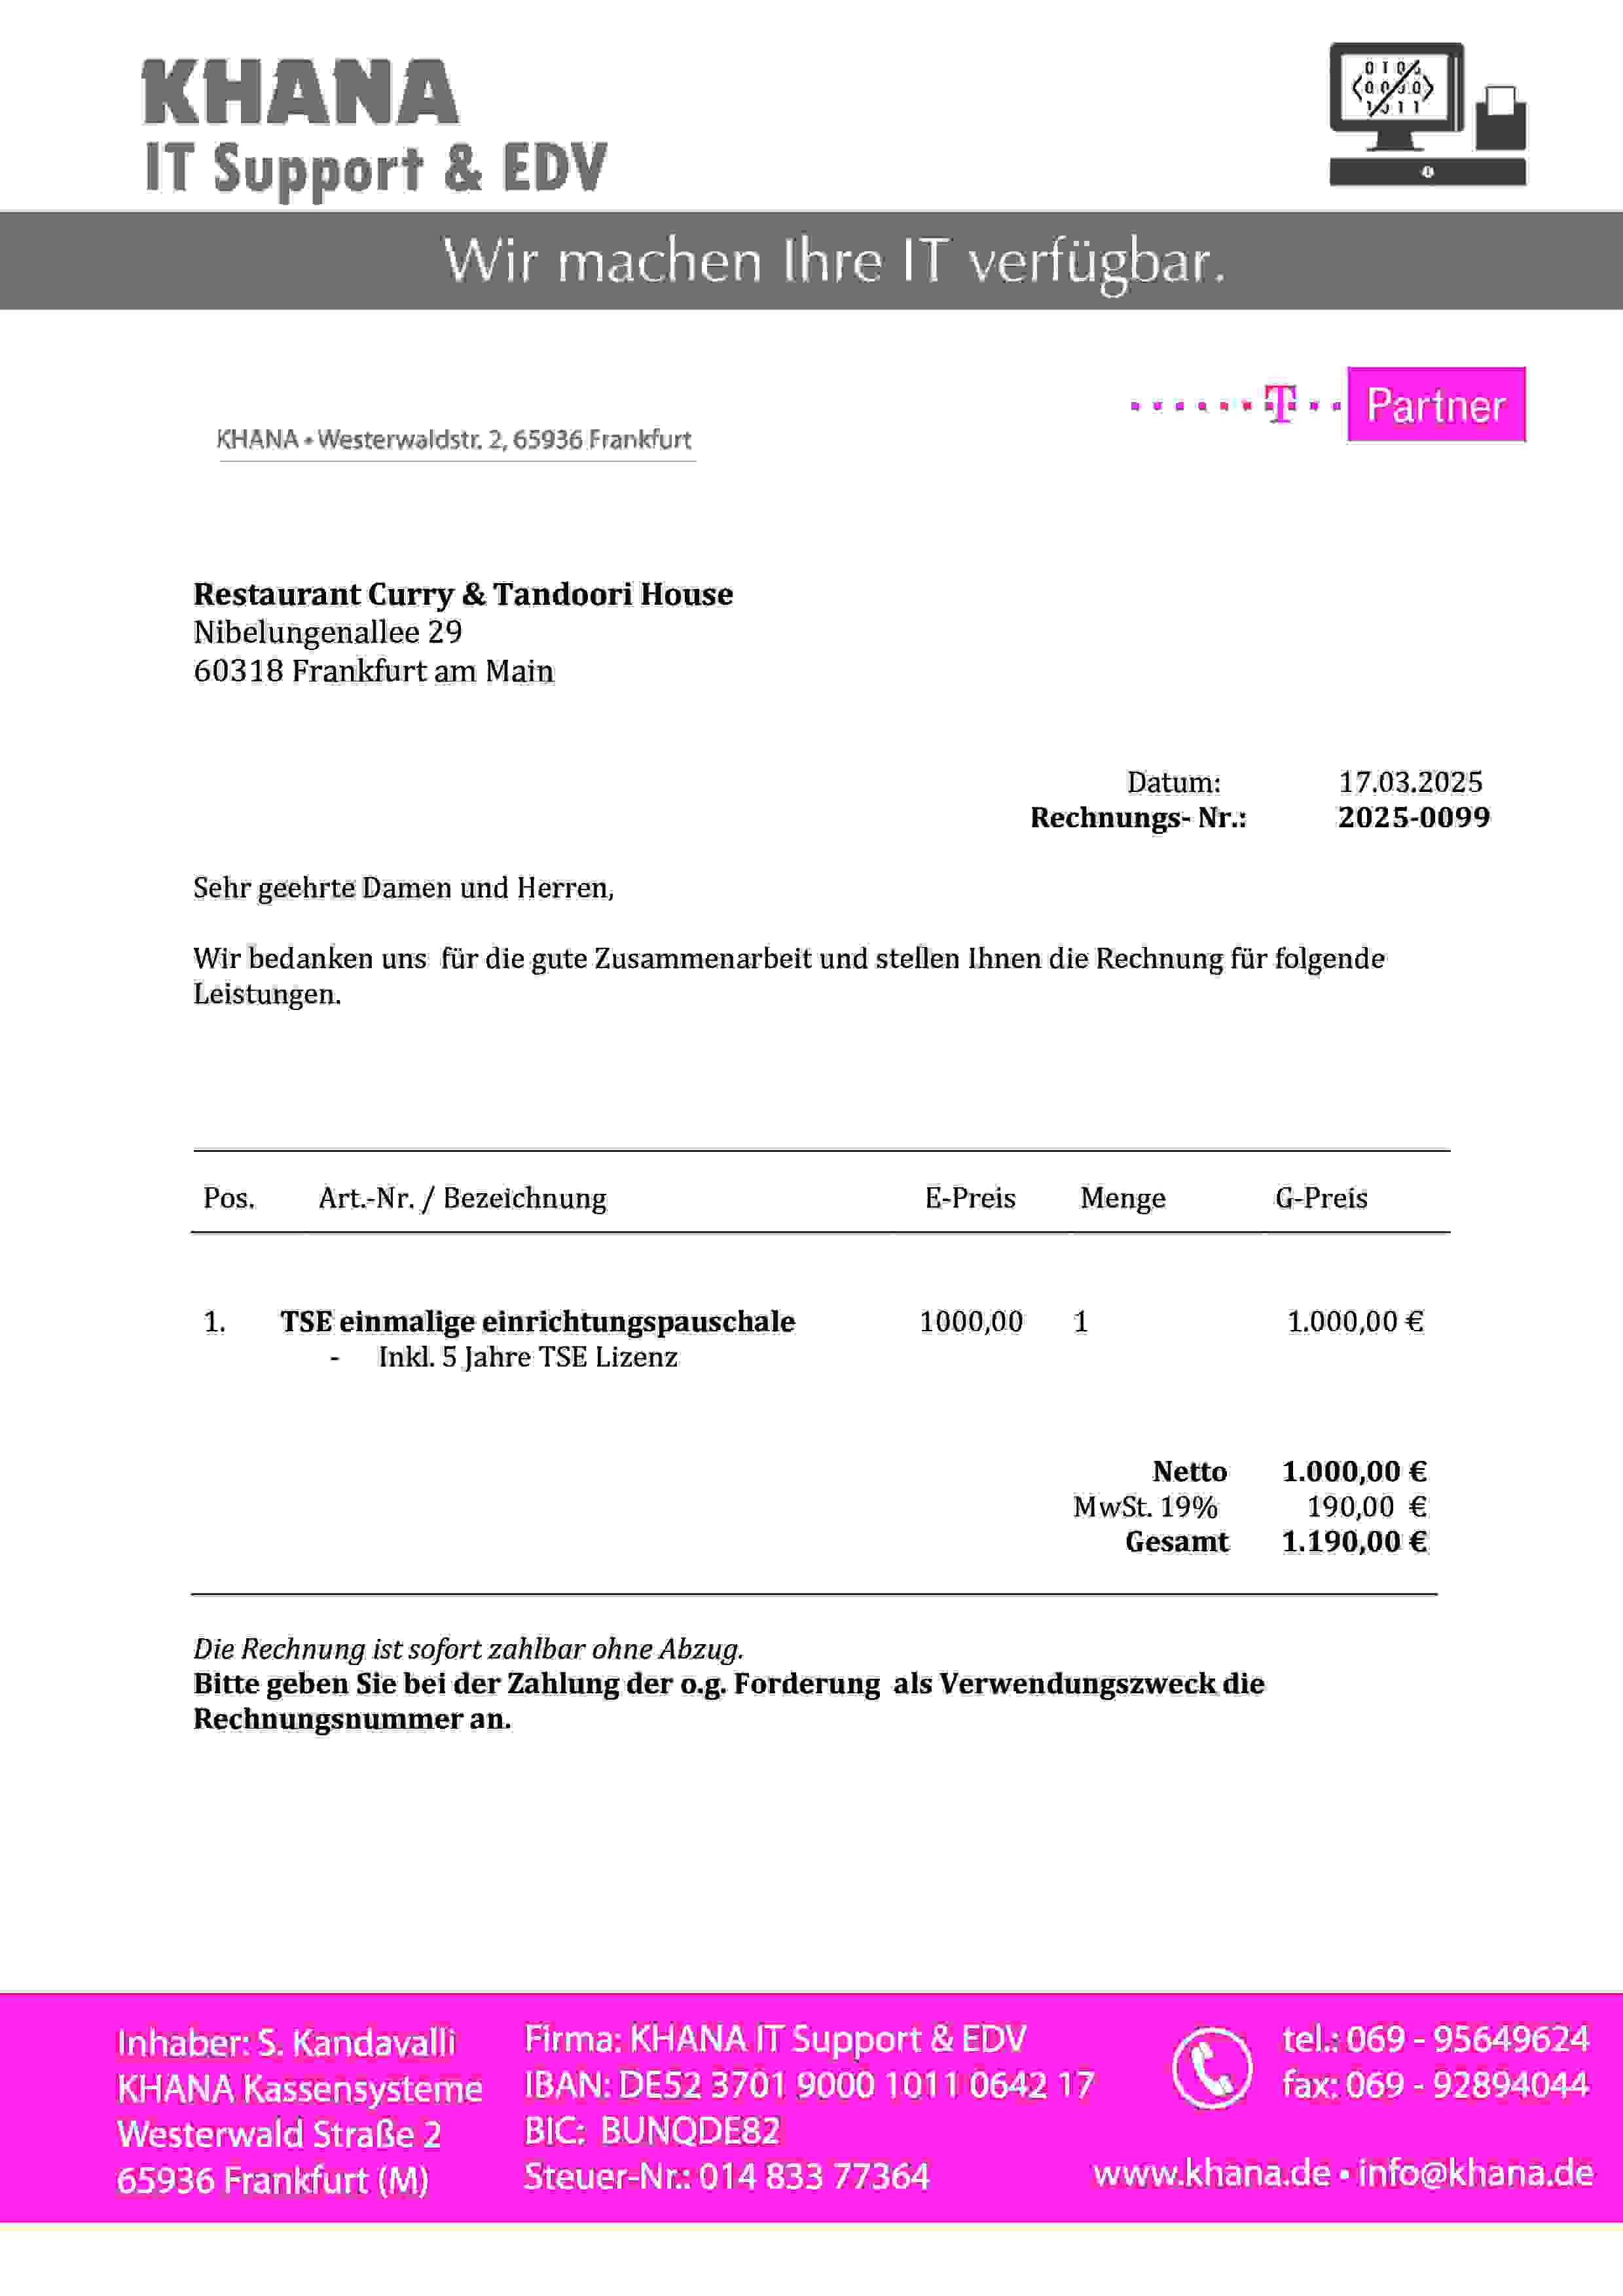 KHANA
IT Support & EDV
0 1 0
1 0 1 1
Wir machen Ihre IT verfügbar.
T Partner
KHANA • Westerwaldstr. 2, 65936 Frankfurt
Restaurant Curry & Tandoori House
Nibelungenallee 29
60318 Frankfurt am Main
Datum: 17.03.2025
Rechnungs- Nr.: 2025-0099
Sehr geehrte Damen und Herren,
Wir bedanken uns für die gute Zusammenarbeit und stellen Ihnen die Rechnung für folgende
Leistungen.
Pos. Art.-Nr. / Bezeichnung E-Preis Menge G-Preis
1. TSE einmalige einrichtungspauschale 1000,00 1 1.000,00 €
- Inkl. 5 Jahre TSE Lizenz
Netto 1.000,00 €
MwSt. 19% 190,00 €
Gesamt 1.190,00 €
Die Rechnung ist sofort zahlbar ohne Abzug.
Bitte geben Sie bei der Zahlung der o.g. Forderung als Verwendungszweck die
Rechnungsnummer an.
Inhaber: S. Kandavalli
KHANA Kassensysteme
Westerwald Straße 2
65936 Frankfurt (M)
Firma: KHANA IT Support & EDV
IBAN: DE52 3701 9000 1011 0642 17
BIC: BUNQDE82
Steuer-Nr.: 014 833 77364
tel.: 069 - 95649624
fax: 069 - 92894044
www.khana.de • info@khana.de